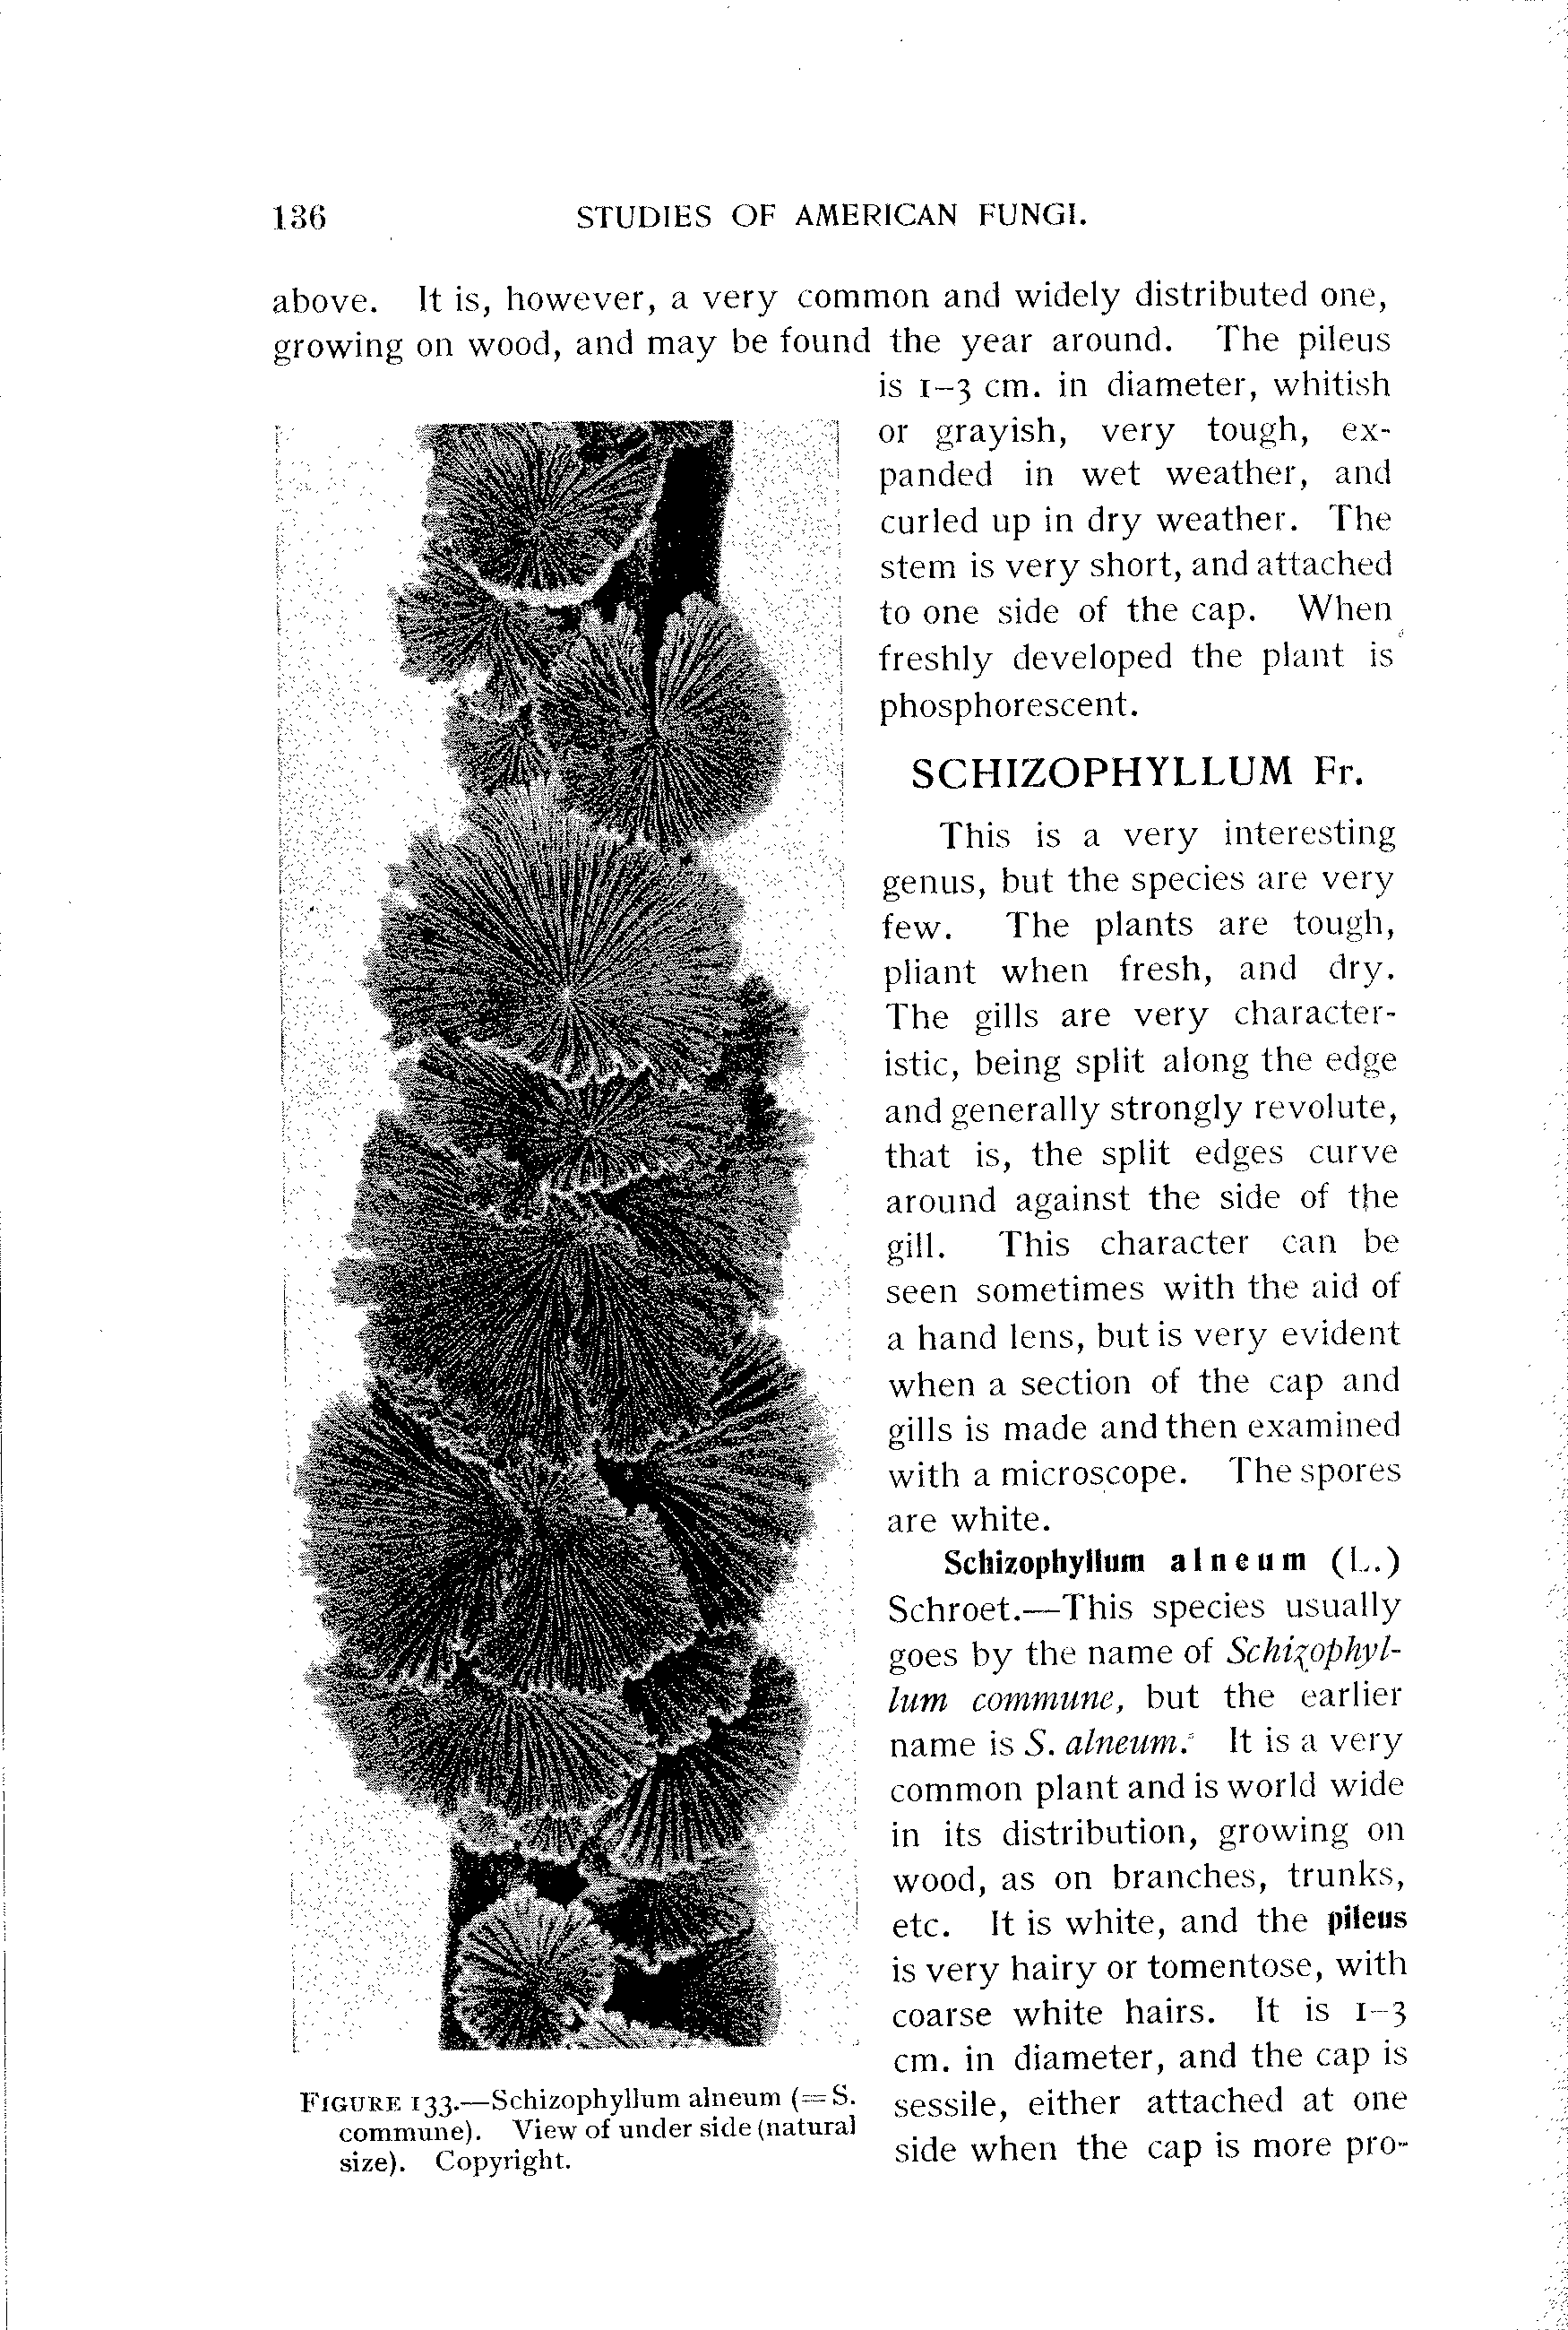 136 STUDIES OF AMERICAN FUNGI.
above. It is, however, a very common and widely distributed one,
growing on wood, and may be found the year around. The pileus
is 1–3 cm. in diameter, whitish
or grayish, very tough, ex-
panded in wet weather, and
curled up in dry weather. The
stem is very short, and attached
to one side of the cap. When
freshly developed the plant is
phosphorescent.
SCHIZOPHYLLUM Fr.
This is a very interesting
genus, but the species are very
few. The plants are tough,
pliant when fresh, and dry.
The gills are very character-
istic, being split along the edge
and generally strongly revolute,
that is, the split edges curve
around against the side of the
gill. This character can be
seen sometimes with the aid of
a hand lens, but is very evident
when a section of the cap and
gills is made and then examined
with a microscope. The spores
are white.
Schizophyllum alneum (L.)
Schroet.—This species usually
goes by the name of Schizophyl-
lum commune, but the earlier
name is S. alneum. It is a very
common plant and is world wide
in its distribution, growing on
wood, as on branches, trunks,
etc. It is white, and the pileus
is very hairy or tomentose, with
coarse white hairs. It is 1–3
cm. in diameter, and the cap is
sessile, either attached at one
side when the cap is more pro-
FIGURE 133.—Schizophyllum alneum (= S.
commune). View of under side (natural
size). Copyright.